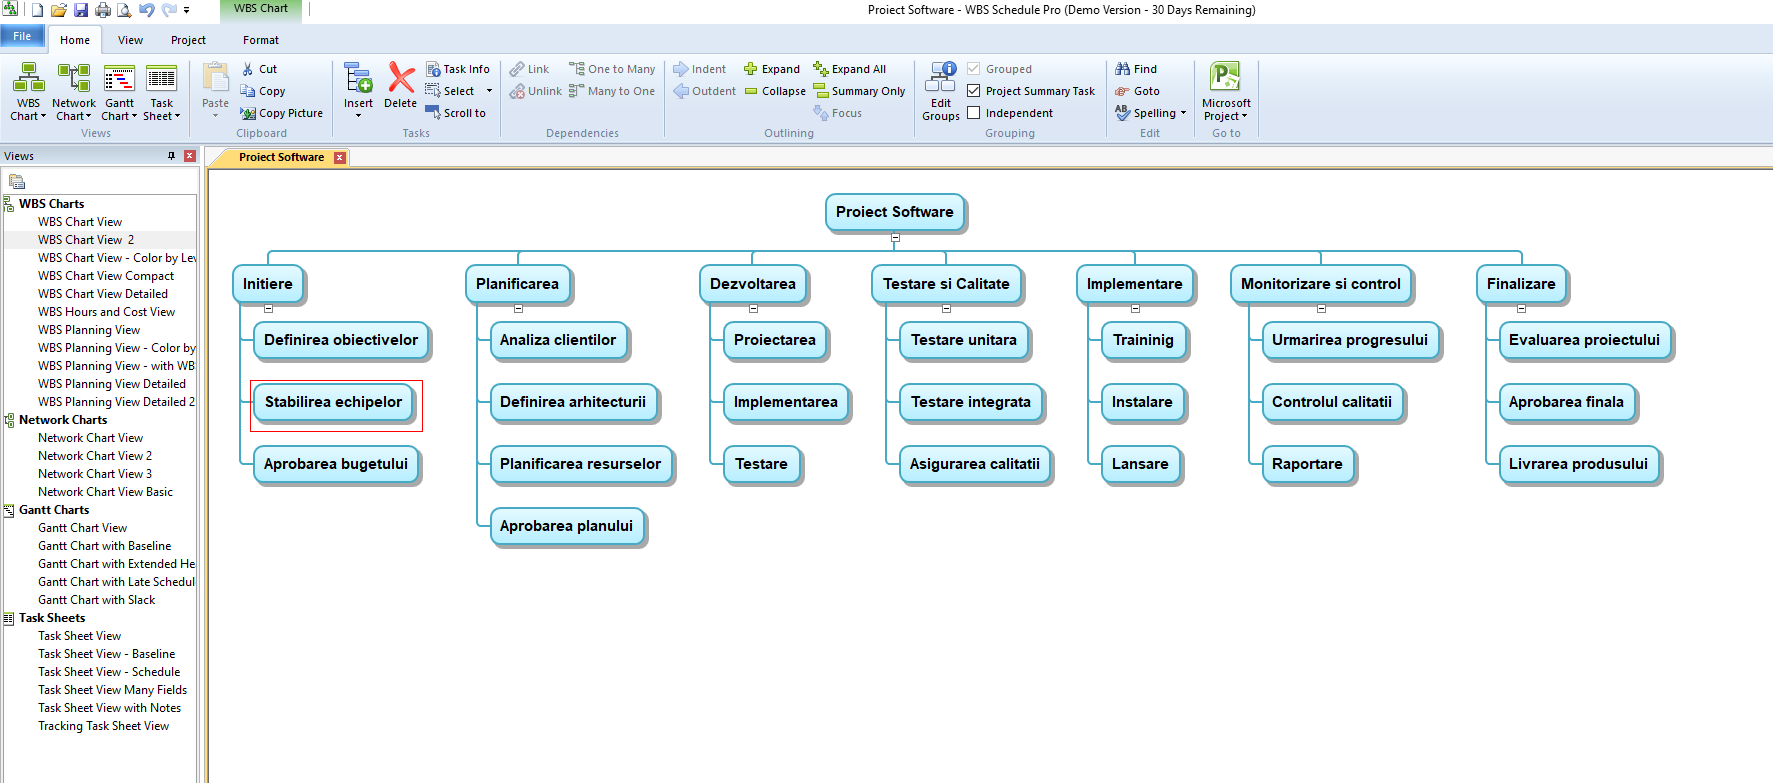 WBS Chart
Proiect Software - WBS Schedule Pro (Demo Version - 30 Days Remaining)
File
Home
View
Project
Format
WBS Chart
Network Chart
Gantt Chart
Task Sheet
Views
Paste
Cut
Copy
Copy Picture
Clipboard
Insert
Delete
Task Info
Select
Scroll to
Tasks
Link
Unlink
One to Many
Many to One
Dependencies
Indent
Outdent
Expand
Collapse
Expand All
Summary Only
Focus
Outlining
Edit Groups
Grouped
Project Summary Task
Independent
Grouping
Find
Goto
Spelling
Edit
Microsoft Project
Go to
Views
Proiect Software
WBS Charts
WBS Chart View
WBS Chart View 2
WBS Chart View - Color by Lev
WBS Chart View Compact
WBS Chart View Detailed
WBS Hours and Cost View
WBS Planning View
WBS Planning View - Color by
WBS Planning View - with WB
WBS Planning View Detailed
WBS Planning View Detailed 2
Network Charts
Network Chart View
Network Chart View 2
Network Chart View 3
Network Chart View Basic
Gantt Charts
Gantt Chart View
Gantt Chart with Baseline
Gantt Chart with Extended He
Gantt Chart with Late Schedul
Gantt Chart with Slack
Task Sheets
Task Sheet View
Task Sheet View - Baseline
Task Sheet View - Schedule
Task Sheet View Many Fields
Task Sheet View with Notes
Tracking Task Sheet View
Proiect Software
Initiere
Definirea obiectivelor
Stabilirea echipelor
Aprobarea bugetului
Planificarea
Analiza clientilor
Definirea arhitecturii
Planificarea resurselor
Aprobarea planului
Dezvoltarea
Proiectarea
Implementarea
Testare
Testare si Calitate
Testare unitara
Testare integrata
Asigurarea calitatii
Implementare
Traininig
Instalare
Lansare
Monitorizare si control
Urmarirea progresului
Controlul calitatii
Raportare
Finalizare
Evaluarea proiectului
Aprobarea finala
Livrarea produsului